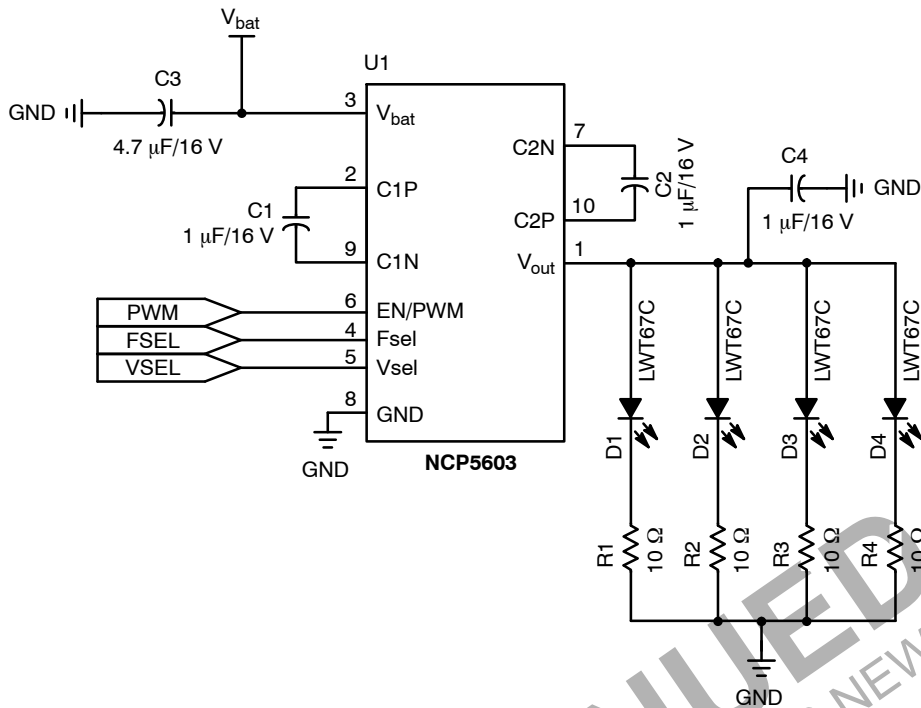 V_bat
U1
C3
GND
4.7 µF/16 V
3
V_bat
2
C1P
C1
1 µF/16 V
9
C1N
PWM
6
EN/PWM
FSEL
4
Fsel
VSEL
5
Vsel
8
GND
GND
NCP5603
C2N
7
C2
1 µF/16 V
C2P
10
V_out
1
C4
GND
1 µF/16 V
LWT67C
LWT67C
LWT67C
LWT67C
D1
D2
D3
D4
R1
10 Ω
R2
10 Ω
R3
10 Ω
R4
10 Ω
GND